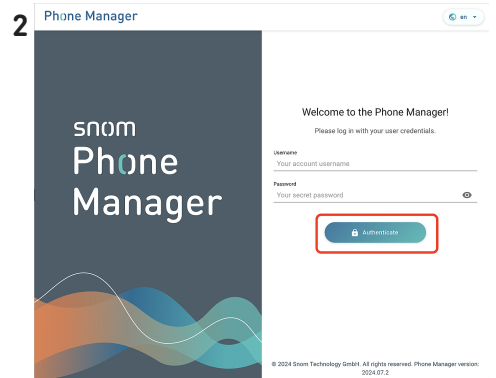 2
Phone Manager
en
snom
Phone
Manager
Welcome to the Phone Manager!
Please log in with your user credentials.
Username
Your account username
Password
Your secret password
Authenticate
© 2024 Snom Technology GmbH. All rights reserved. Phone Manager version:
2024.07.2